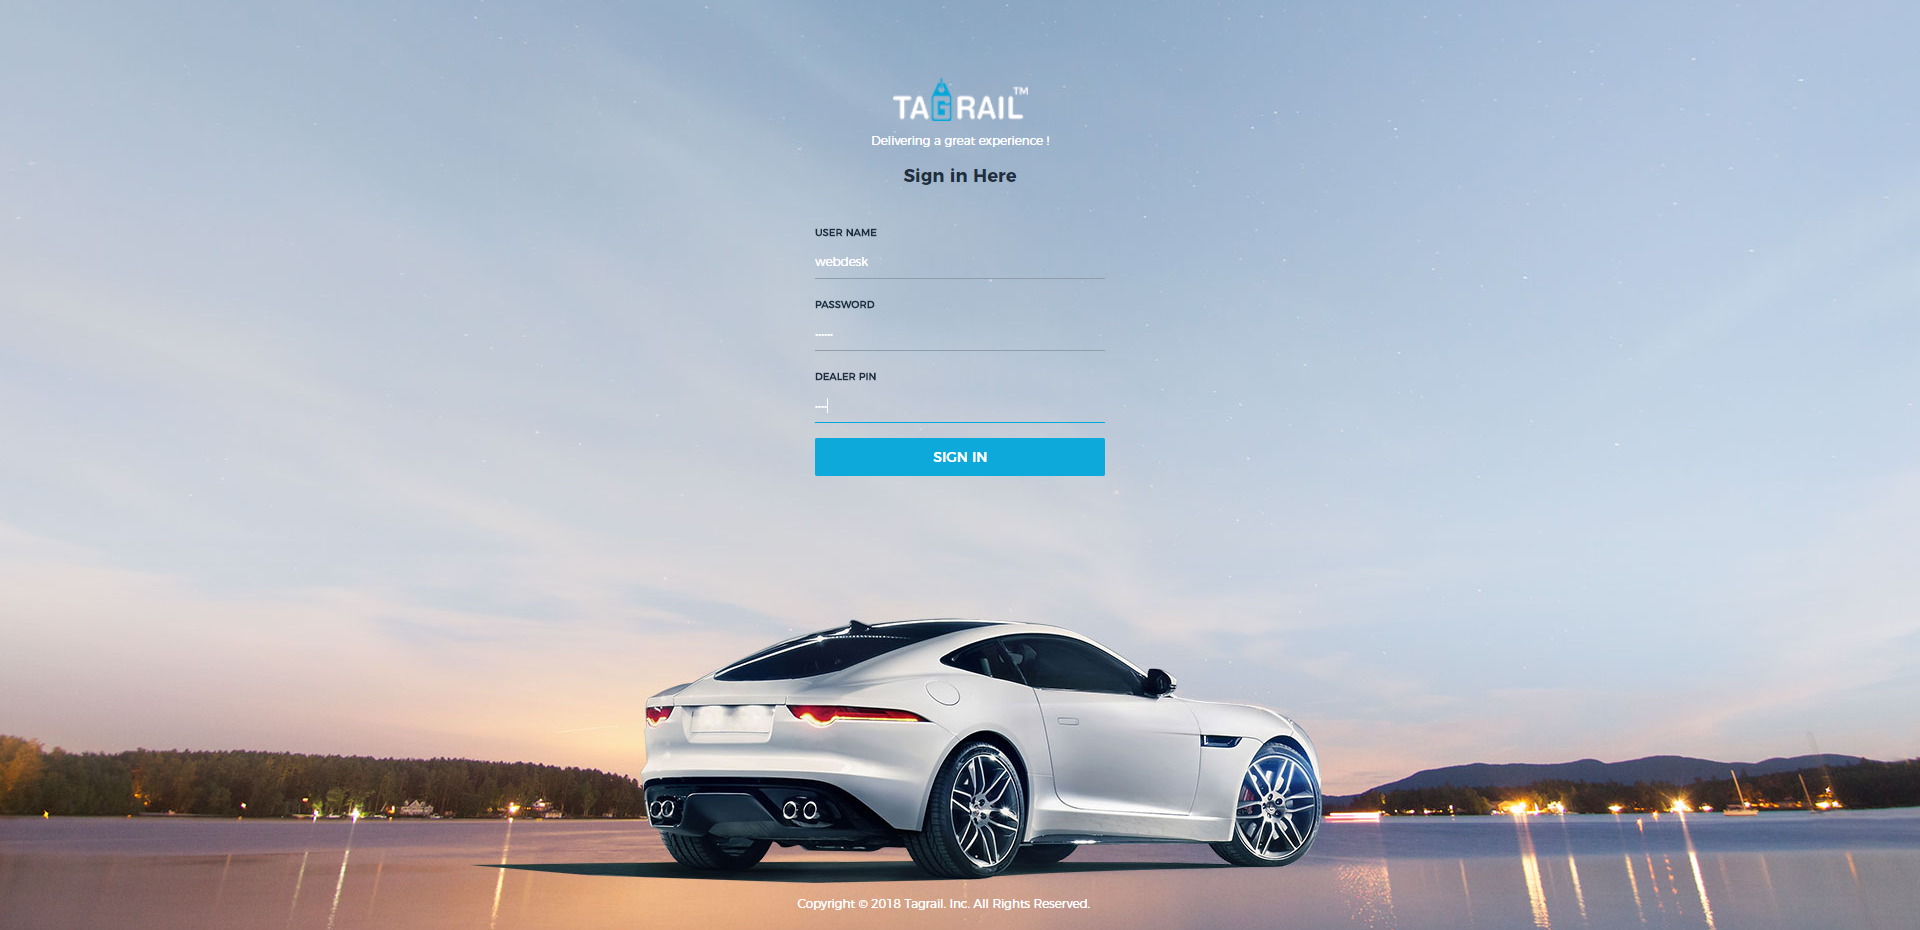 TAGRAIL™
Delivering a great experience !
Sign in Here
USER NAME
webdesk
PASSWORD
······
DEALER PIN
····
SIGN IN
Copyright © 2018 Tagrail. Inc. All Rights Reserved.